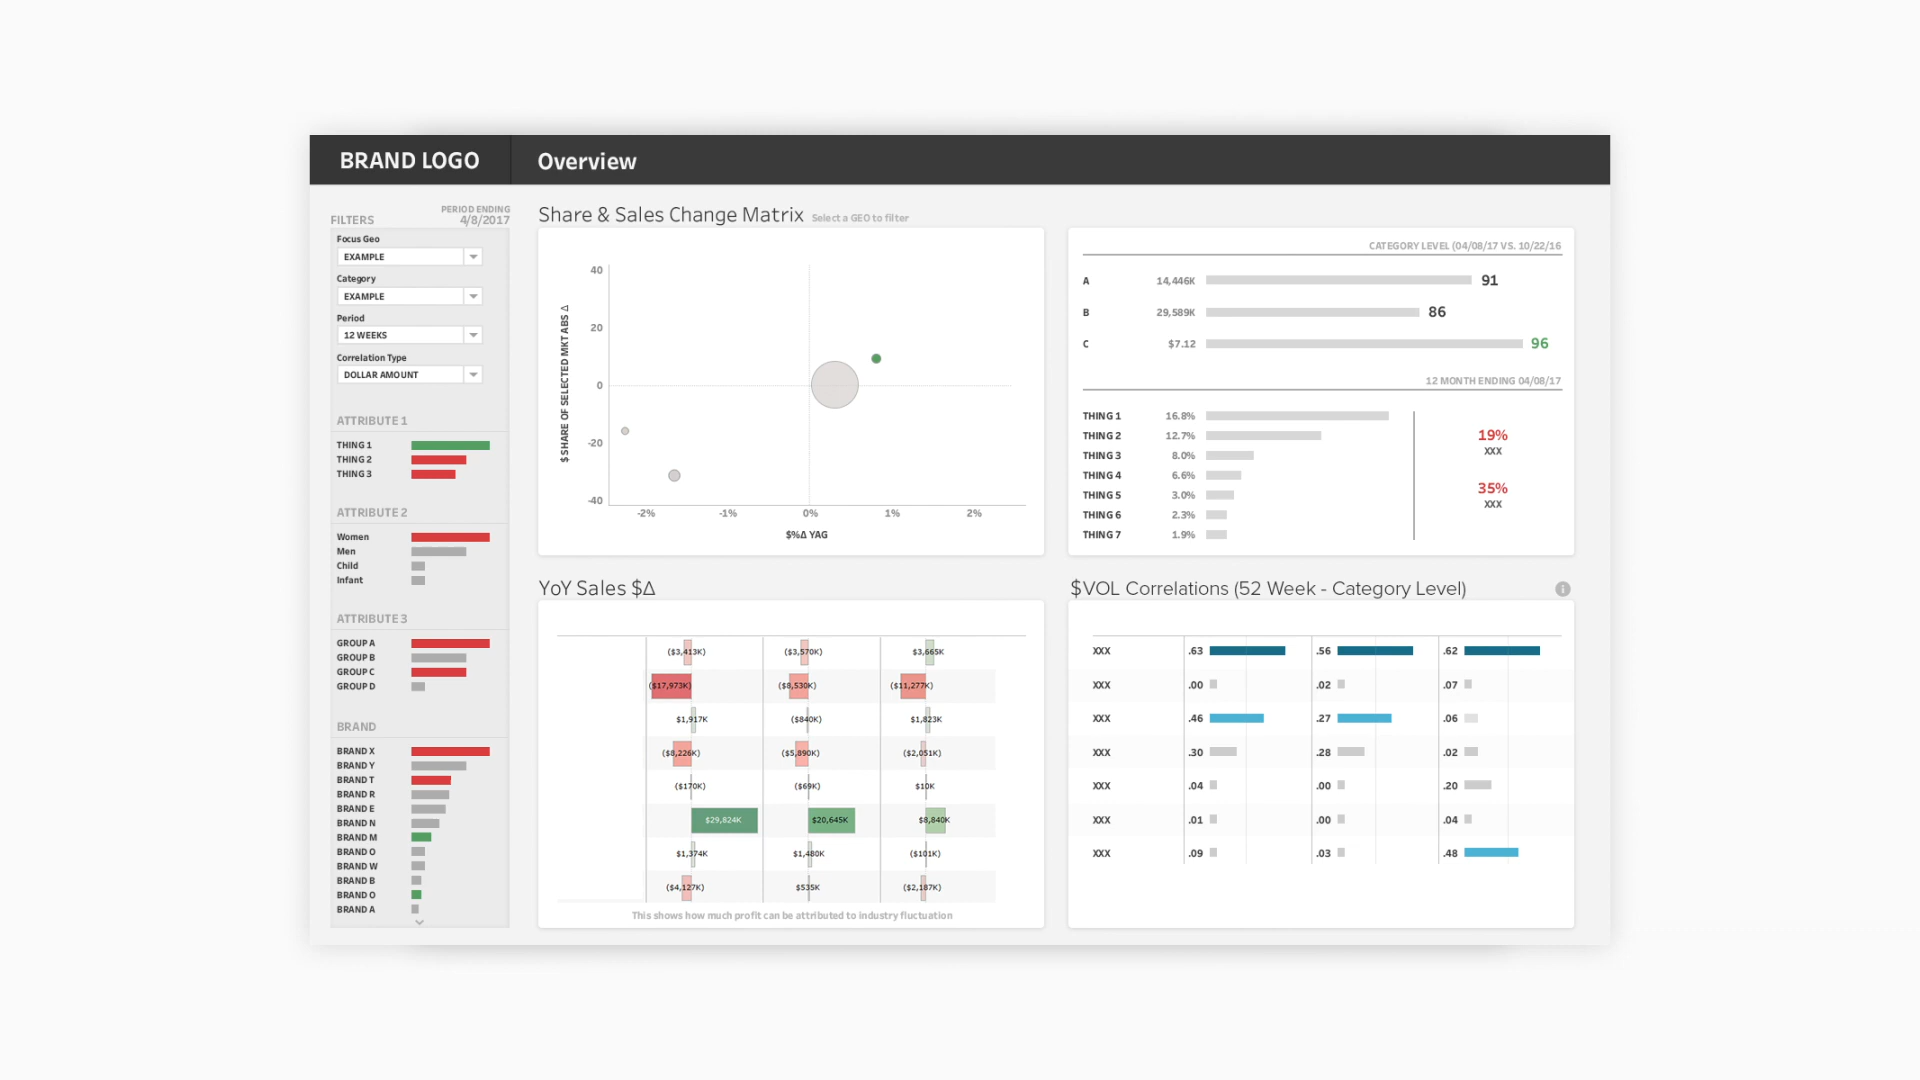 BRAND LOGO
Overview
FILTERS
PERIOD ENDING
4/8/2017
Focus Geo
EXAMPLE
Category
EXAMPLE
Period
12 WEEKS
Correlation Type
DOLLAR AMOUNT
ATTRIBUTE 1
THING 1
THING 2
THING 3
ATTRIBUTE 2
Women
Men
Child
Infant
ATTRIBUTE 3
GROUP A
GROUP B
GROUP C
GROUP D
BRAND
BRAND X
BRAND Y
BRAND T
BRAND R
BRAND E
BRAND N
BRAND M
BRAND O
BRAND W
BRAND B
BRAND O
BRAND A
Share & Sales Change Matrix Select a GEO to filter
$ SHARE OF SELECTED MKT ABS Δ
40
20
0
-20
-40
-2% -1% 0% 1% 2%
$%Δ YAG
CATEGORY LEVEL (04/08/17 VS. 10/22/16
A 14,446K 91
B 29,589K 86
C $7.12 96
12 MONTH ENDING 04/08/17
THING 1 16.8%
THING 2 12.7%
THING 3 8.0%
THING 4 6.6%
THING 5 3.0%
THING 6 2.3%
THING 7 1.9%
19%
XXX
35%
XXX
YoY Sales $Δ
($3,413K) ($3,570K) $3,665K
($17,973K) ($8,530K) ($11,277K)
$1,917K ($840K) $1,823K
($8,226K) ($5,890K) ($2,051K)
($170K) ($69K) $10K
$29,824K $20,645K $8,840K
$1,374K $1,480K ($101K)
($4,127K) $535K ($2,187K)
This shows how much profit can be attributed to industry fluctuation
$VOL Correlations (52 Week - Category Level)
i
XXX .63 .56 .62
XXX .00 .02 .07
XXX .46 .27 .06
XXX .30 .28 .02
XXX .04 .00 .20
XXX .01 .00 .04
XXX .09 .03 .48